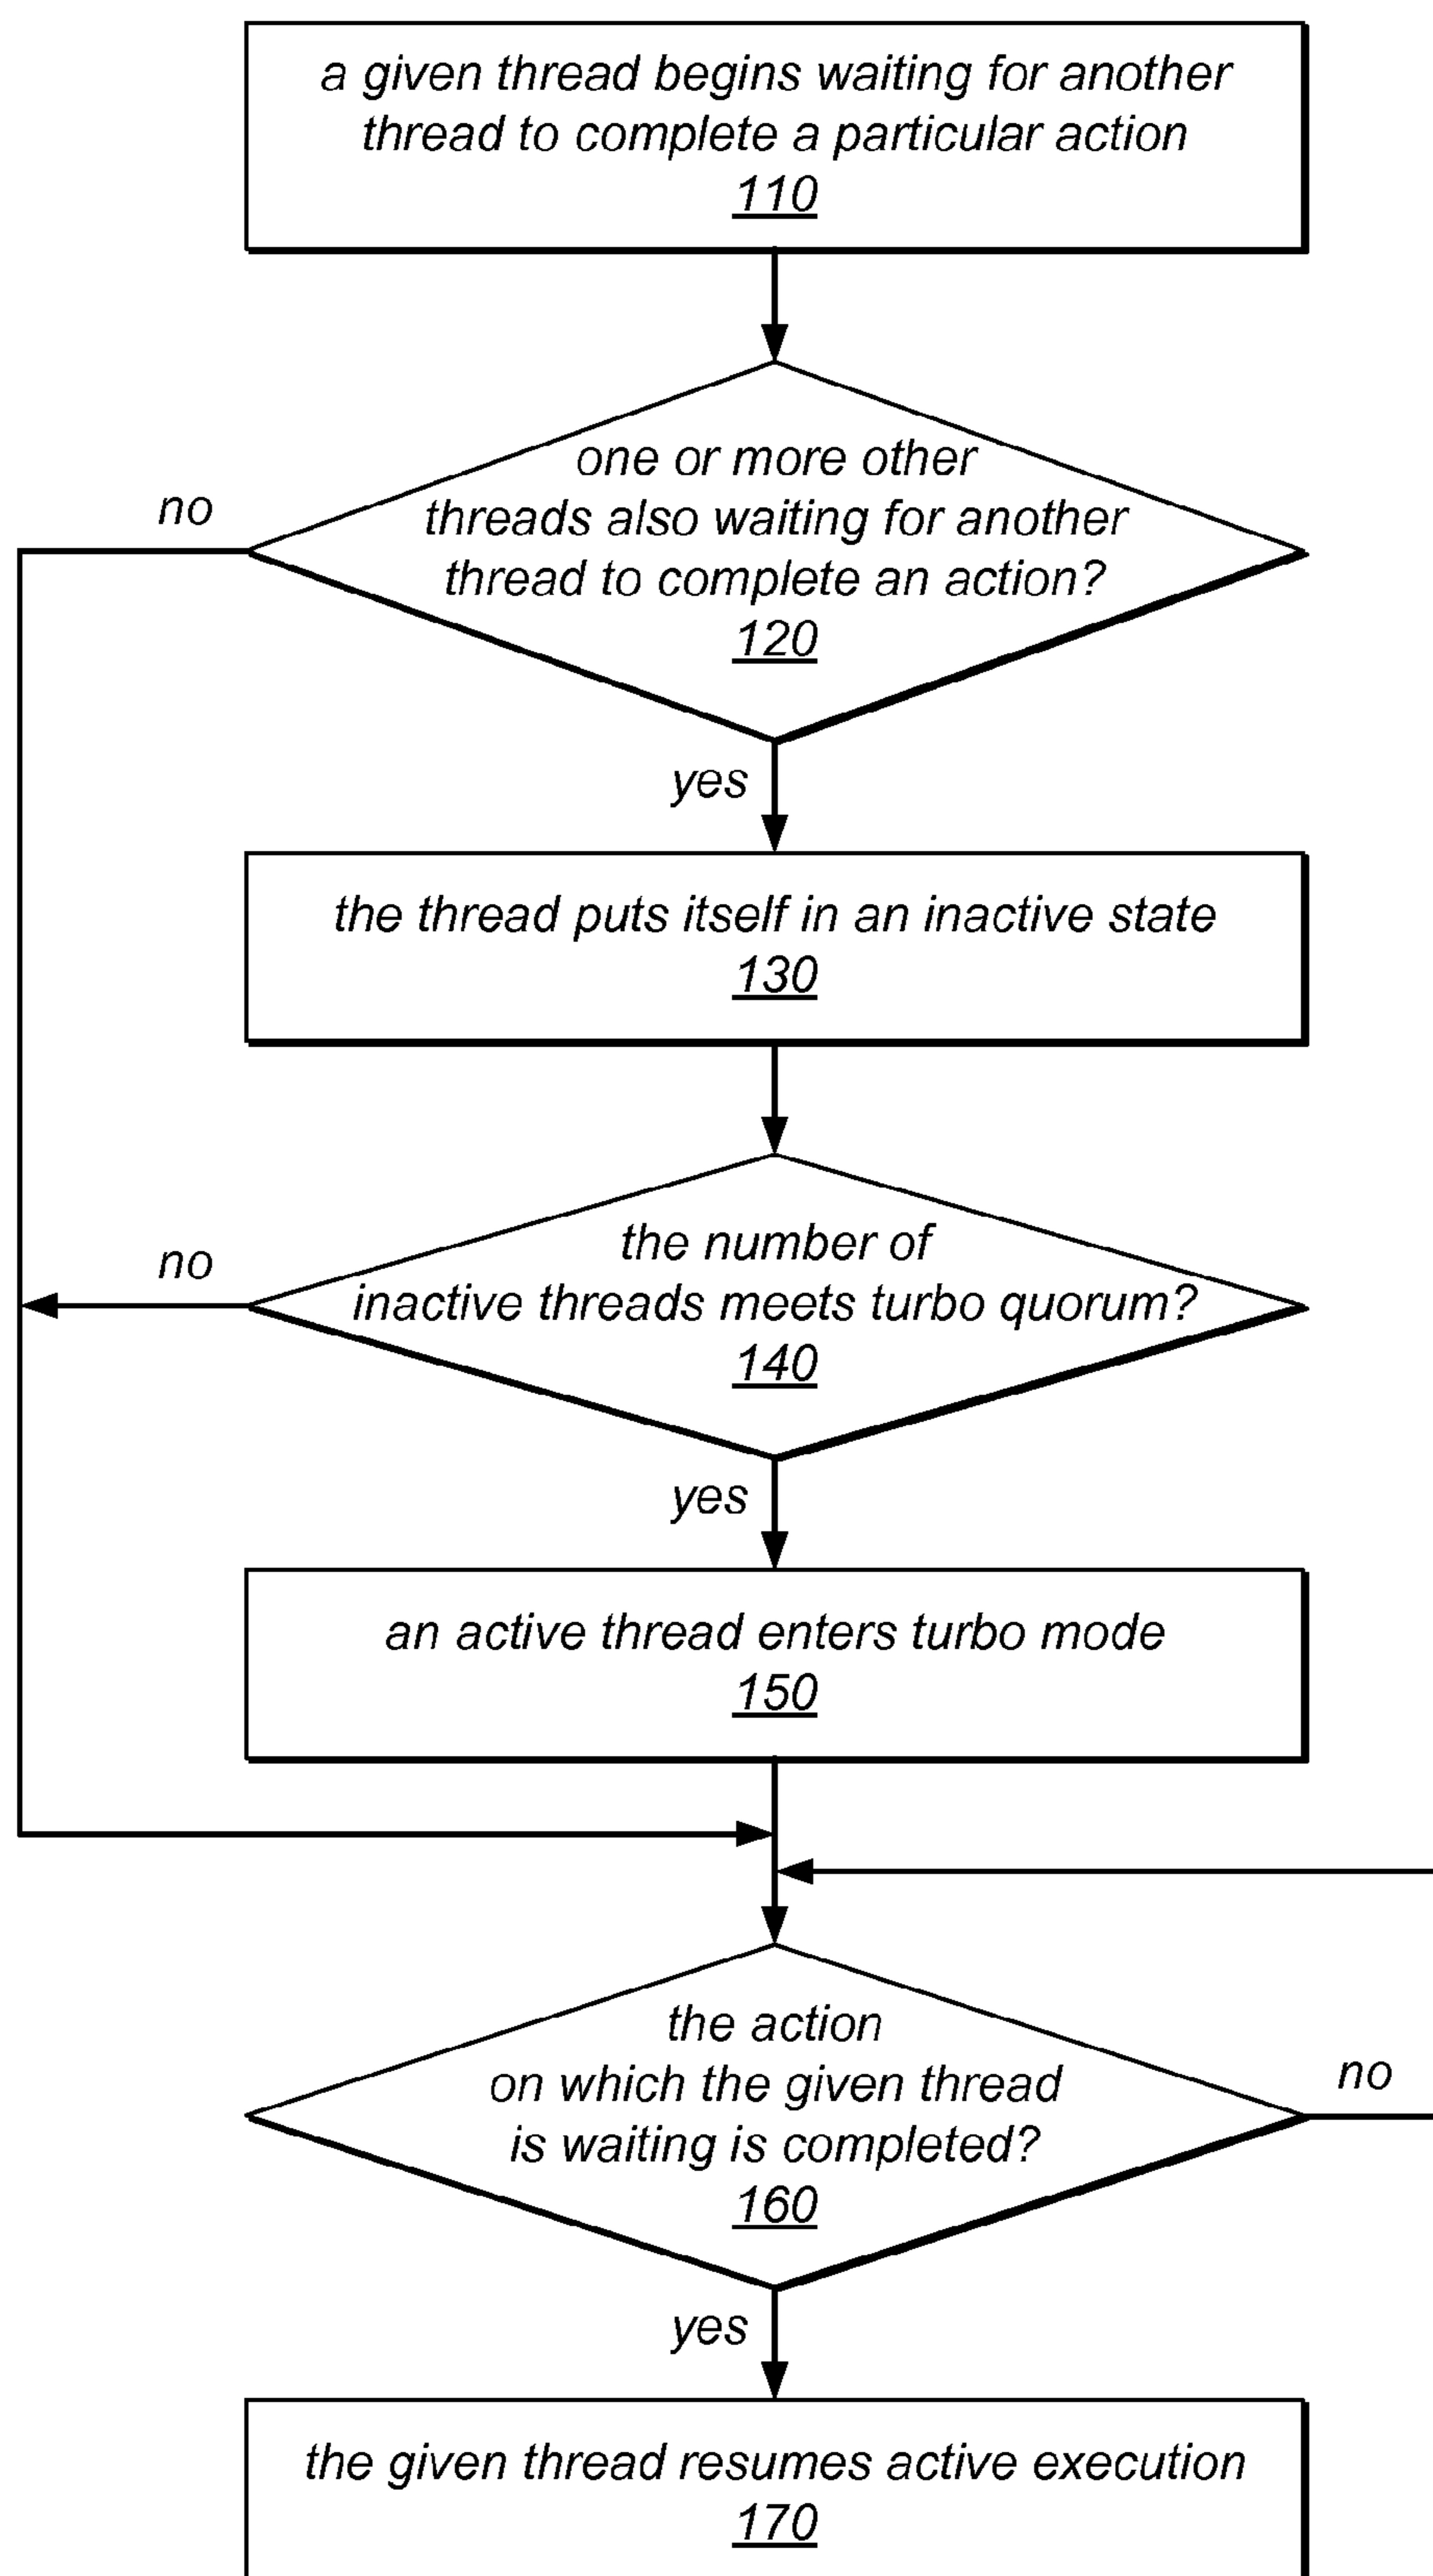 a given thread begins waiting for another
thread to complete a particular action
110
one or more other
threads also waiting for another
thread to complete an action?
120
no
yes
the thread puts itself in an inactive state
130
the number of
inactive threads meets turbo quorum?
140
no
yes
an active thread enters turbo mode
150
the action
on which the given thread
is waiting is completed?
160
no
yes
the given thread resumes active execution
170